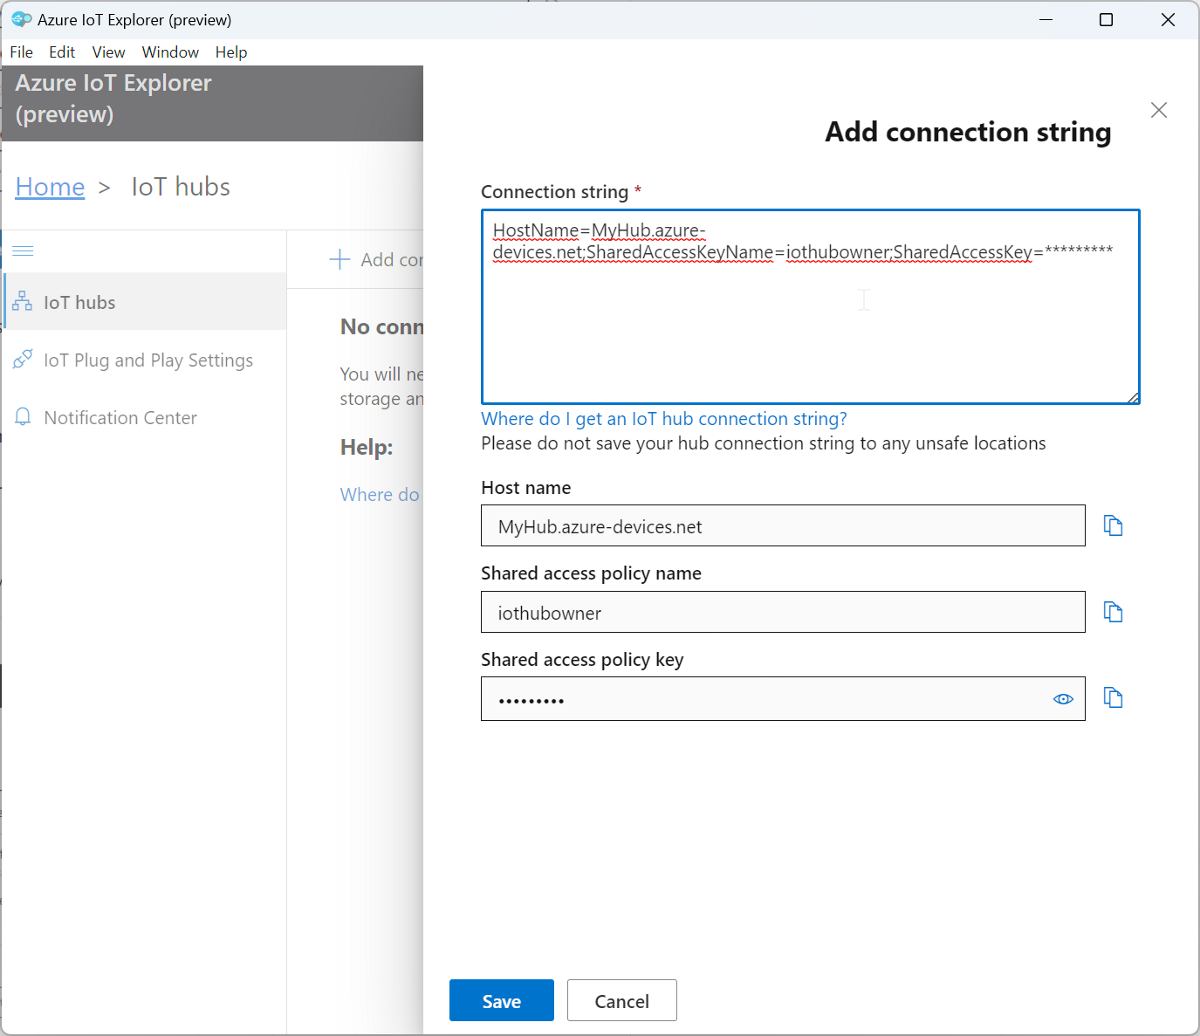 Azure IoT Explorer (preview)
File Edit View Window Help
Azure IoT Explorer
(preview)
Home > IoT hubs
IoT hubs
IoT Plug and Play Settings
Notification Center
Add con
No conn
You will ne
storage an
Help:
Where do
Add connection string
Connection string *
HostName=MyHub.azure-
devices.net;SharedAccessKeyName=iothubowner;SharedAccessKey=*********
Where do I get an IoT hub connection string?
Please do not save your hub connection string to any unsafe locations
Host name
MyHub.azure-devices.net
Shared access policy name
iothubowner
Shared access policy key
•••••••••
Save Cancel